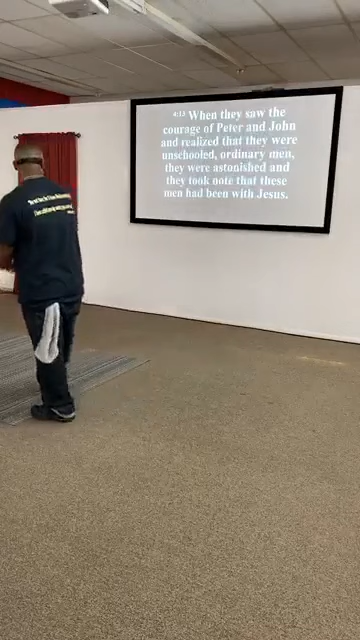 4:13 When they saw the
courage of Peter and John
and realized that they were
unschooled, ordinary men,
they were astonished and
they took note that these
men had been with Jesus.